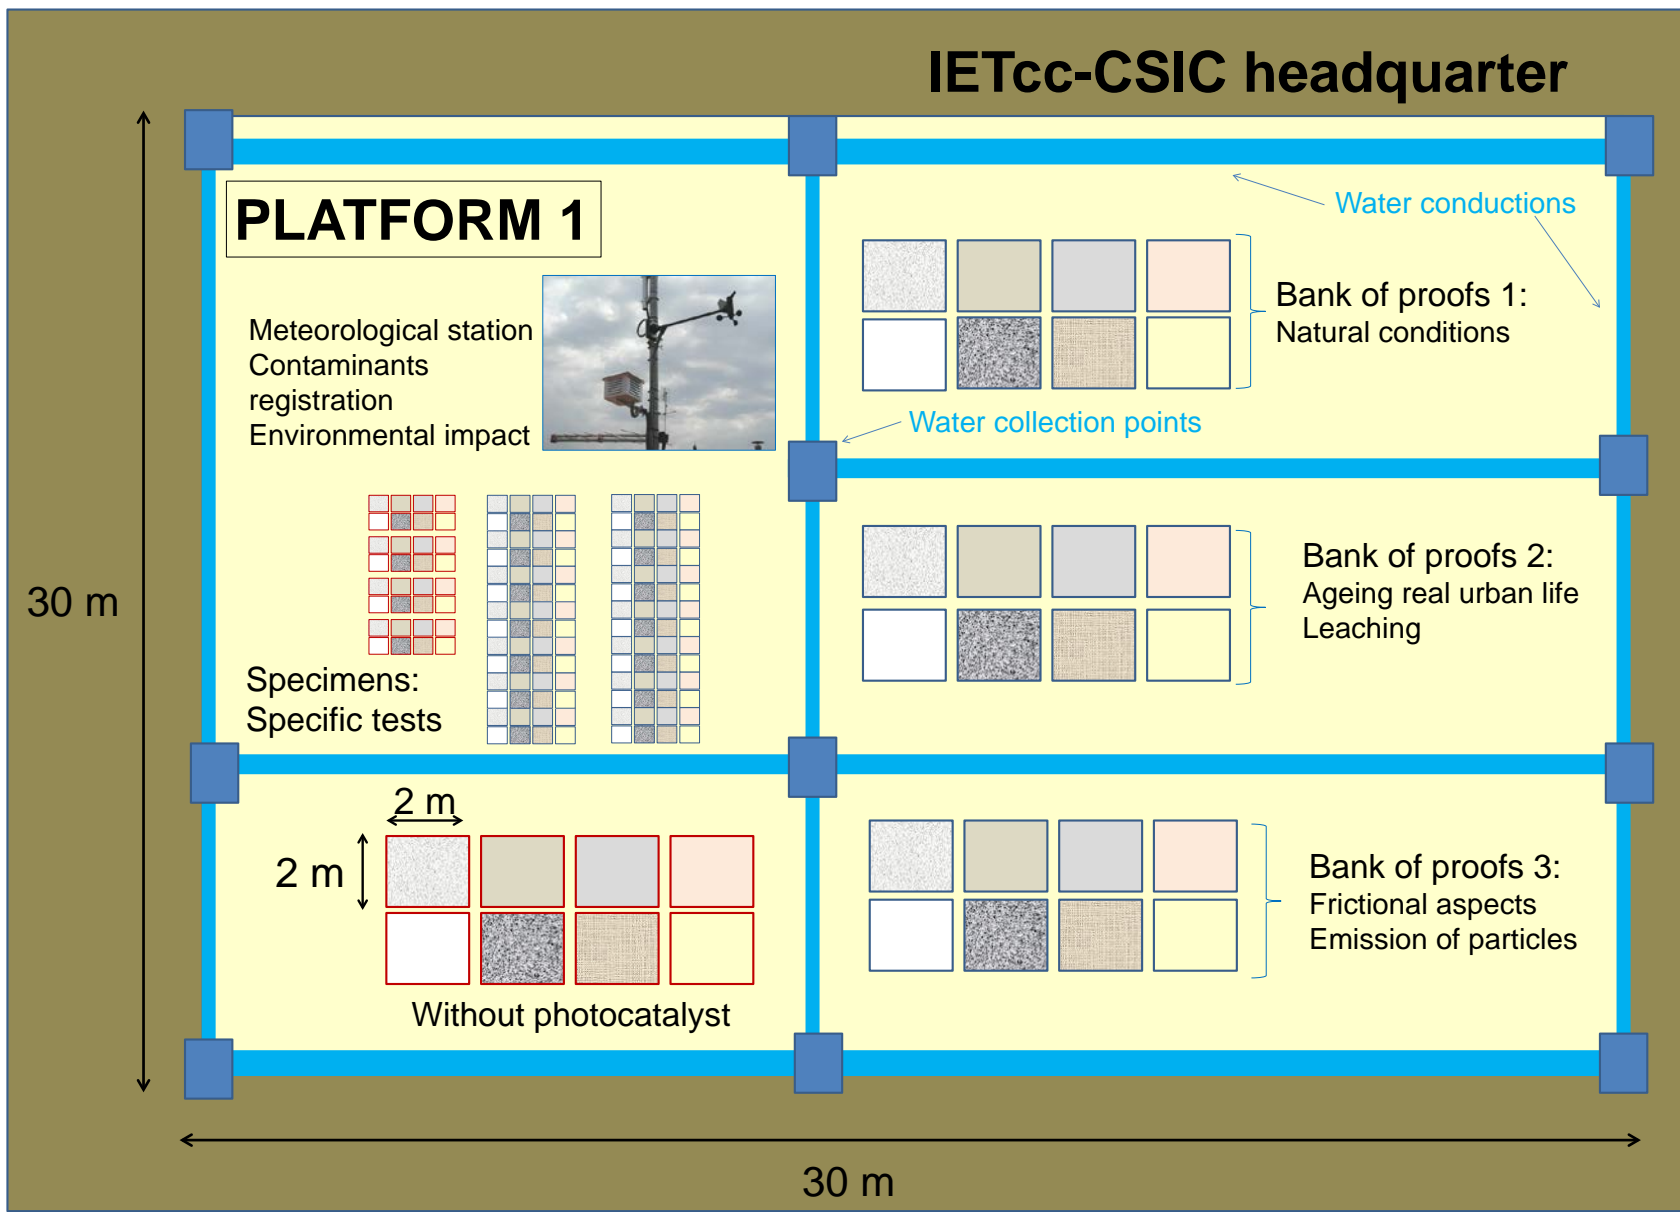 IETcc-CSIC headquarter
PLATFORM 1
Water conductions
Meteorological station
Contaminants
registration
Environmental impact
Bank of proofs 1:
Natural conditions
Water collection points
30 m
Specimens:
Specific tests
Bank of proofs 2:
Ageing real urban life
Leaching
2 m
2 m
Without photocatalyst
Bank of proofs 3:
Frictional aspects
Emission of particles
30 m